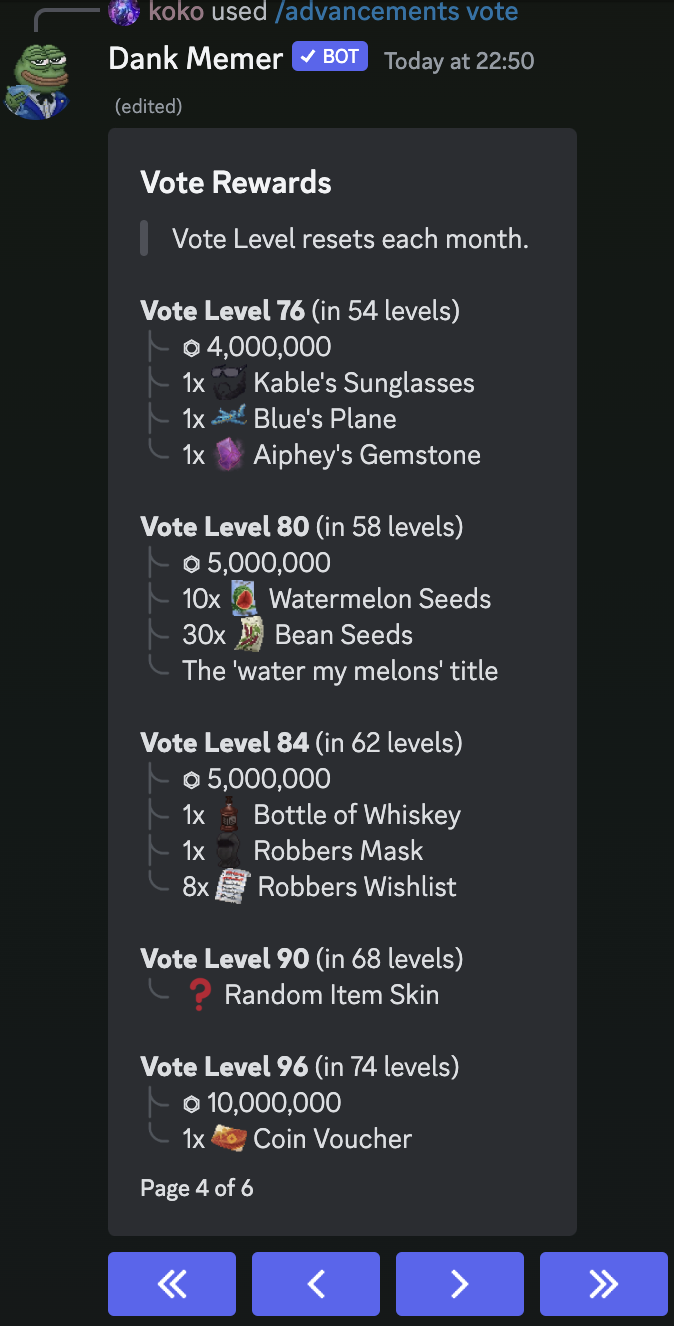 koko used /advancements vote
Dank Memer ✓ BOT Today at 22:50
(edited)
Vote Rewards
Vote Level resets each month.
Vote Level 76 (in 54 levels)
4,000,000
1x Kable's Sunglasses
1x Blue's Plane
1x Aiphey's Gemstone
Vote Level 80 (in 58 levels)
5,000,000
10x Watermelon Seeds
30x Bean Seeds
The 'water my melons' title
Vote Level 84 (in 62 levels)
5,000,000
1x Bottle of Whiskey
1x Robbers Mask
8x Robbers Wishlist
Vote Level 90 (in 68 levels)
❓ Random Item Skin
Vote Level 96 (in 74 levels)
10,000,000
1x Coin Voucher
Page 4 of 6